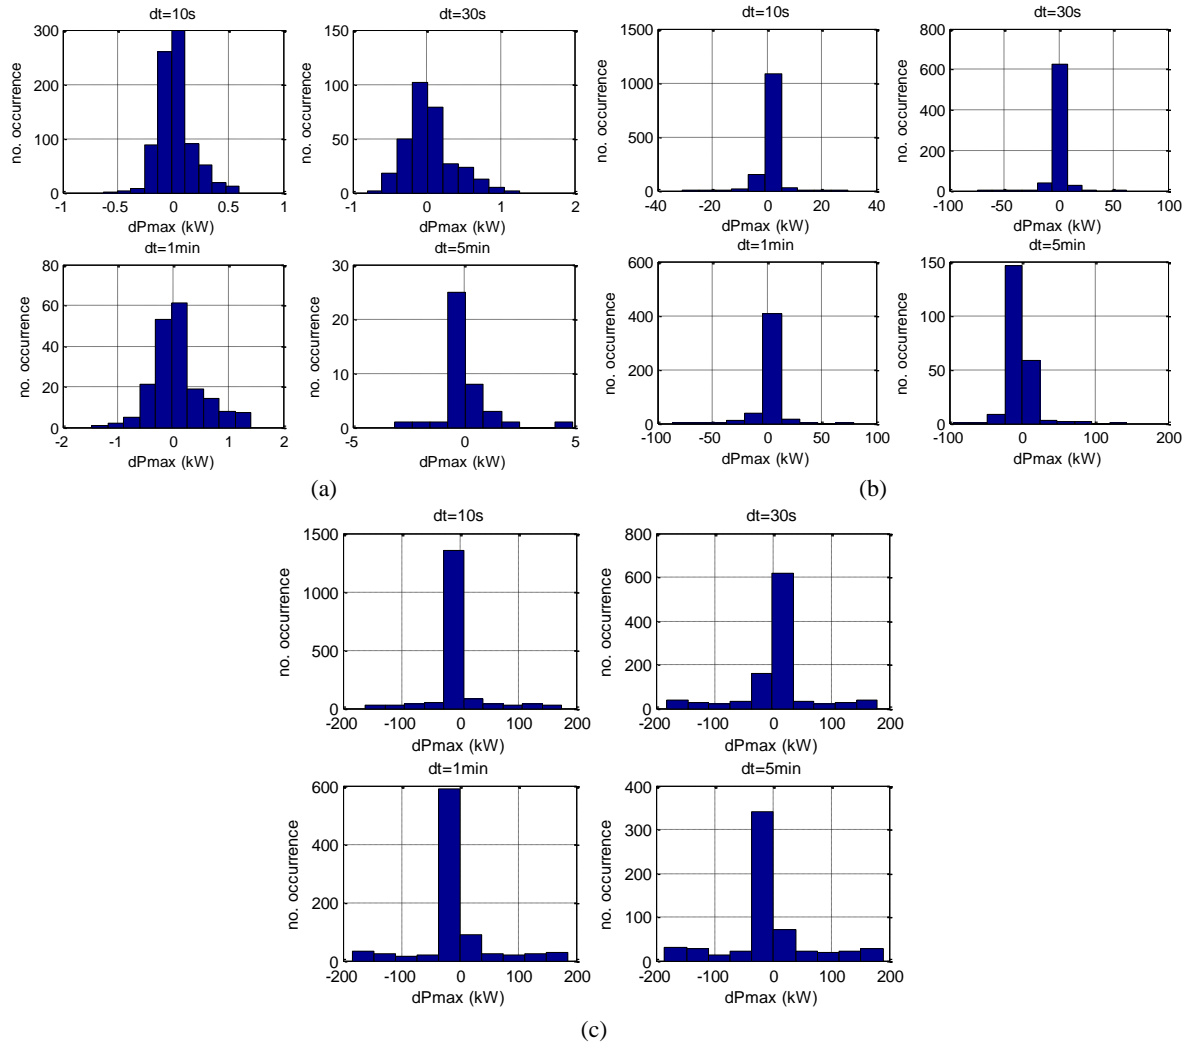 dt=10s
300
200
100
0
-1 -0.5 0 0.5 1
no. occurrence
dPmax (kW)
dt=30s
150
100
50
0
-1 0 1 2
no. occurrence
dPmax (kW)
dt=1min
80
60
40
20
0
-2 -1 0 1 2
no. occurrence
dPmax (kW)
dt=5min
30
20
10
0
-5 0 5
no. occurrence
dPmax (kW)
(a)
dt=10s
1500
1000
500
0
-40 -20 0 20 40
no. occurrence
dPmax (kW)
dt=30s
800
600
400
200
0
-100 -50 0 50 100
no. occurrence
dPmax (kW)
dt=1min
600
400
200
0
-100 -50 0 50 100
no. occurrence
dPmax (kW)
dt=5min
150
100
50
0
-100 0 100 200
no. occurrence
dPmax (kW)
(b)
dt=10s
1500
1000
500
0
-200 -100 0 100 200
no. occurrence
dPmax (kW)
dt=30s
800
600
400
200
0
-200 -100 0 100 200
no. occurrence
dPmax (kW)
dt=1min
600
400
200
0
-200 -100 0 100 200
no. occurrence
dPmax (kW)
dt=5min
400
300
200
100
0
-200 -100 0 100 200
no. occurrence
dPmax (kW)
(c)